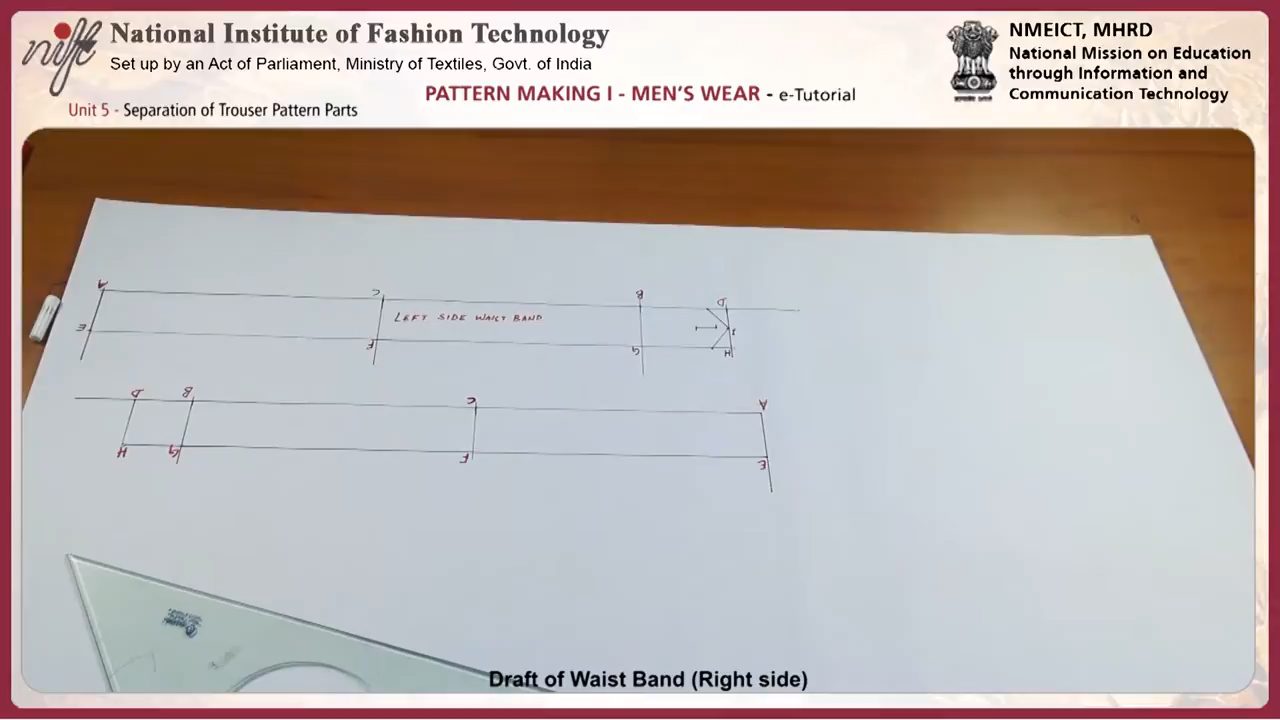 nift
National Institute of Fashion Technology
Set up by an Act of Parliament, Ministry of Textiles, Govt. of India
NMEICT, MHRD
National Mission on Education
through Information and
Communication Technology
PATTERN MAKING I - MEN'S WEAR - e-Tutorial
Unit 5 - Separation of Trouser Pattern Parts
A C B D
LEFT SIDE WAIST BAND
E F G I H
D B C A
H G F E
Draft of Waist Band (Right side)